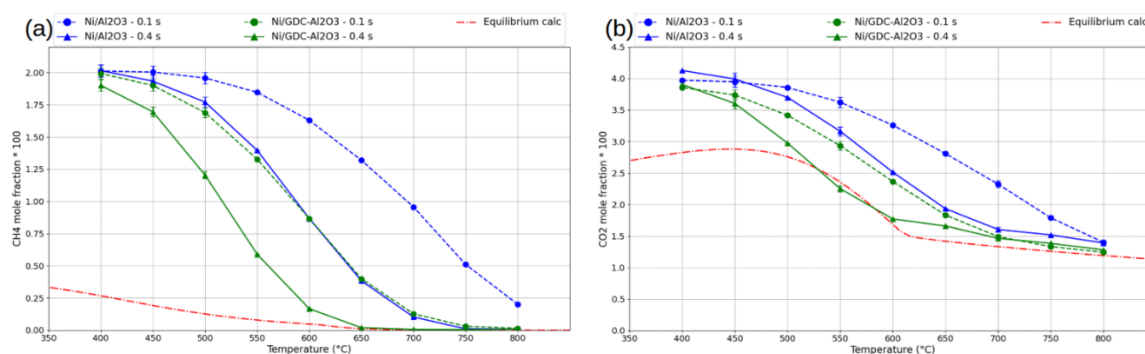 (a)
Ni/Al2O3 - 0.1 s
Ni/Al2O3 - 0.4 s
Ni/GDC-Al2O3 - 0.1 s
Ni/GDC-Al2O3 - 0.4 s
Equilibrium calc
CH4 mole fraction * 100
2.00
1.75
1.50
1.25
1.00
0.75
0.50
0.25
0.00
350 400 450 500 550 600 650 700 750 800
Temperature (°C)
(b)
Ni/Al2O3 - 0.1 s
Ni/Al2O3 - 0.4 s
Ni/GDC-Al2O3 - 0.1 s
Ni/GDC-Al2O3 - 0.4 s
Equilibrium calc
CO2 mole fraction * 100
4.5
4.0
3.5
3.0
2.5
2.0
1.5
1.0
0.5
0.0
350 400 450 500 550 600 650 700 750 800
Temperature (°C)